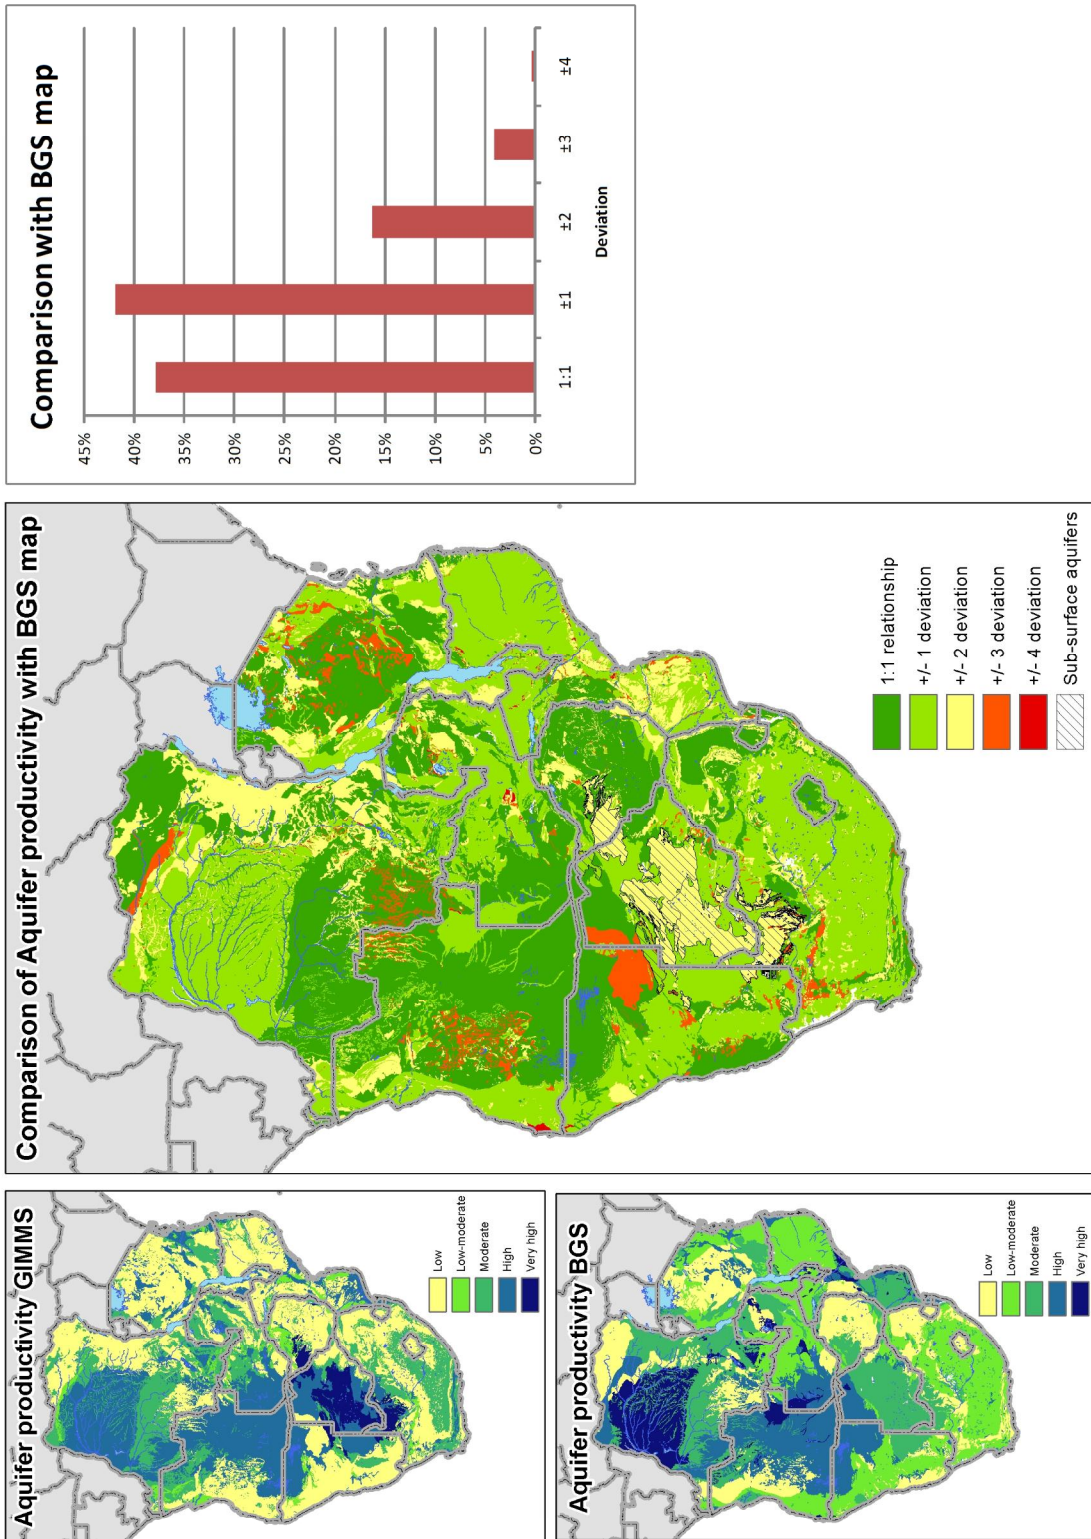 Aquifer productivity GIMMS
Low
Low-moderate
Moderate
High
Very high
Aquifer productivity BGS
Low
Low-moderate
Moderate
High
Very high
Comparison of Aquifer productivity with BGS map
1:1 relationship
+/- 1 deviation
+/- 2 deviation
+/- 3 deviation
+/- 4 deviation
Sub-surface aquifers
Comparison with BGS map
45%
40%
35%
30%
25%
20%
15%
10%
5%
0%
1:1
±1
±2
±3
±4
Deviation